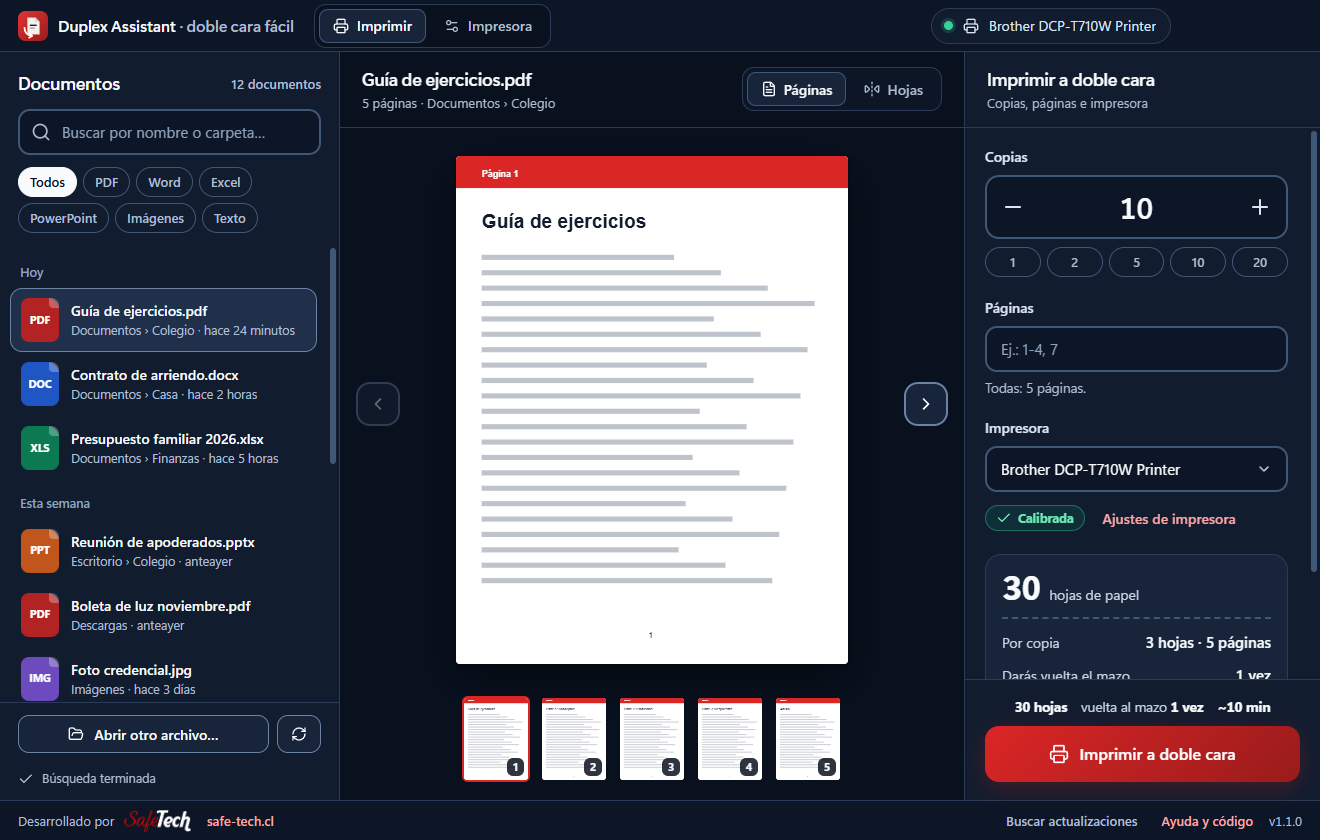 Duplex Assistant · doble cara fácil
Imprimir
Impresora
Brother DCP-T710W Printer
Documentos
12 documentos
Buscar por nombre o carpeta...
Todos
PDF
Word
Excel
PowerPoint
Imágenes
Texto
Hoy
PDF
Guía de ejercicios.pdf
Documentos › Colegio · hace 24 minutos
DOC
Contrato de arriendo.docx
Documentos › Casa · hace 2 horas
XLS
Presupuesto familiar 2026.xlsx
Documentos › Finanzas · hace 5 horas
Esta semana
PPT
Reunión de apoderados.pptx
Escritorio › Colegio · anteayer
PDF
Boleta de luz noviembre.pdf
Descargas · anteayer
IMG
Foto credencial.jpg
Imágenes · hace 3 días
Abrir otro archivo...
Búsqueda terminada
Guía de ejercicios.pdf
5 páginas · Documentos › Colegio
Páginas
Hojas
Página 1
Guía de ejercicios
1
1
2
3
4
5
Imprimir a doble cara
Copias, páginas e impresora
Copias
10
1
2
5
10
20
Páginas
Ej.: 1-4, 7
Todas: 5 páginas.
Impresora
Brother DCP-T710W Printer
Calibrada
Ajustes de impresora
30 hojas de papel
Por copia
3 hojas · 5 páginas
Darás vuelta el mazo
1 vez
30 hojas vuelta al mazo 1 vez ~10 min
Imprimir a doble cara
Desarrollado por SafeTech safe-tech.cl
Buscar actualizaciones
Ayuda y código
v1.1.0